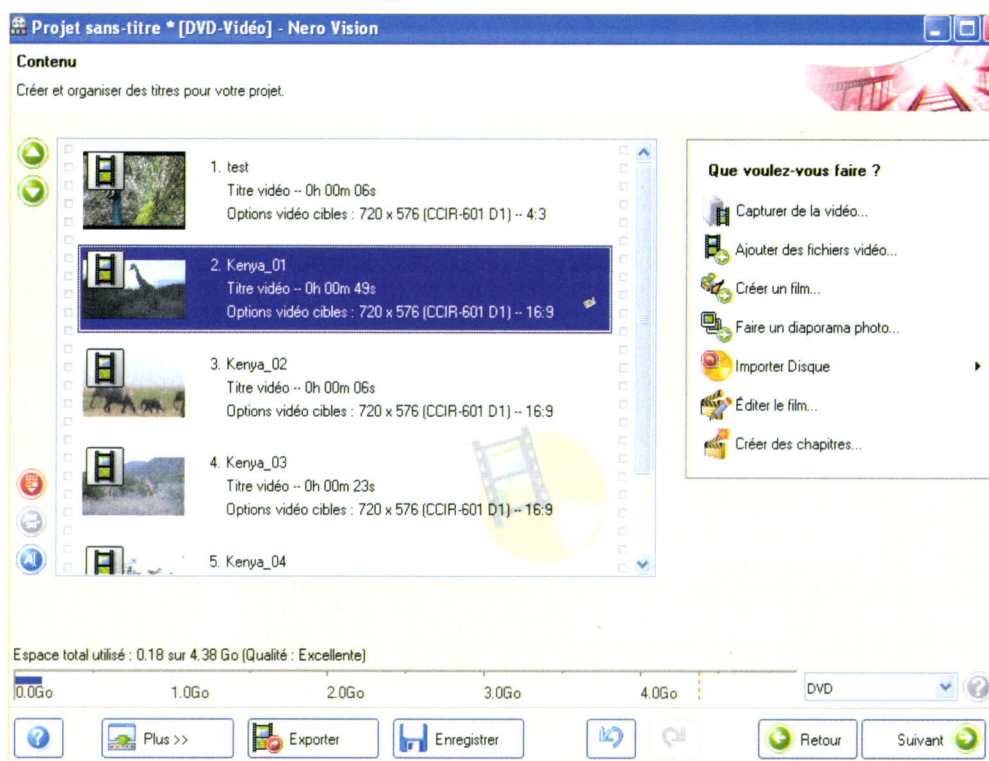 Projet sans-titre * [DVD-Vidéo] - Nero Vision
Contenu
Créer et organiser des titres pour votre projet.
1. test
Titre vidéo -- 0h 00m 06s
Options vidéo cibles : 720 x 576 (CCIR-601 D1) -- 4:3
2. Kenya_01
Titre vidéo -- 0h 00m 49s
Options vidéo cibles : 720 x 576 (CCIR-601 D1) -- 16:9
3. Kenya_02
Titre vidéo -- 0h 00m 06s
Options vidéo cibles : 720 x 576 (CCIR-601 D1) -- 16:9
4. Kenya_03
Titre vidéo -- 0h 00m 23s
Options vidéo cibles : 720 x 576 (CCIR-601 D1) -- 16:9
5. Kenya_04
Que voulez-vous faire ?
Capturer de la vidéo...
Ajouter des fichiers vidéo...
Créer un film...
Faire un diaporama photo...
Importer Disque
Éditer le film...
Créer des chapitres...
Espace total utilisé : 0.18 sur 4.38 Go (Qualité : Excellente)
0.0Go 1.0Go 2.0Go 3.0Go 4.0Go DVD
Plus >> Exporter Enregistrer Retour Suivant